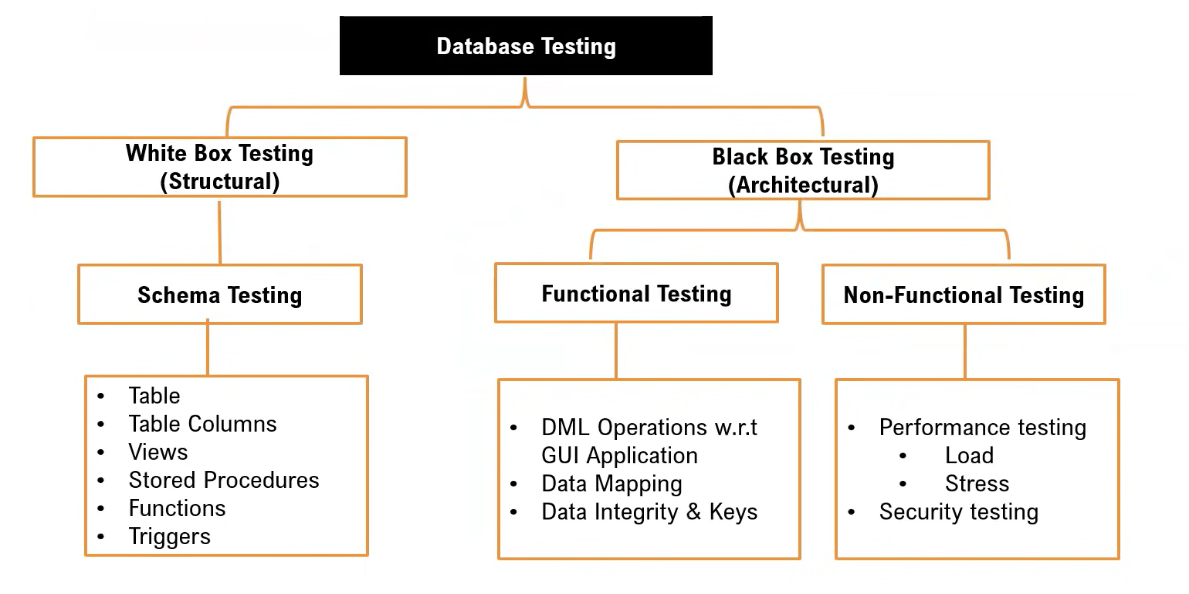 Database Testing
White Box Testing
(Structural)
Black Box Testing
(Architectural)
Schema Testing
Functional Testing
Non-Functional Testing
• Table
• Table Columns
• Views
• Stored Procedures
• Functions
• Triggers
• DML Operations w.r.t
GUI Application
• Data Mapping
• Data Integrity & Keys
• Performance testing
• Load
• Stress
• Security testing